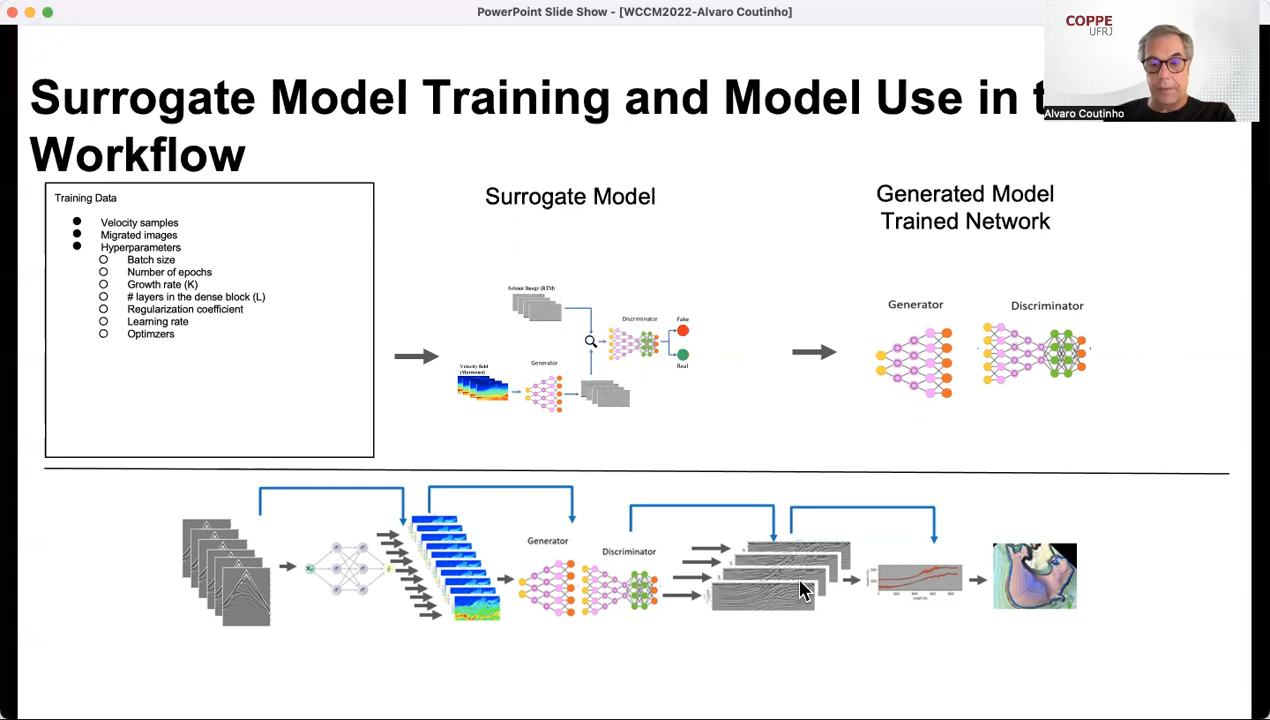 PowerPoint Slide Show - [WCCM2022-Alvaro Coutinho]
COPPE
UFRJ
Alvaro Coutinho
Surrogate Model Training and Model Use in
Workflow
Training Data
Velocity samples
Migrated images
Hyperparameters
Batch size
Number of epochs
Growth rate (K)
# layers in the dense block (L)
Regularization coefficient
Learning rate
Optimzers
Surrogate Model
Seismic Image (RTM)
Discriminator
Fake
Real
Generator
Velocity field
(Marmousi)
Generated Model
Trained Network
Generator
Discriminator
Generator
Discriminator